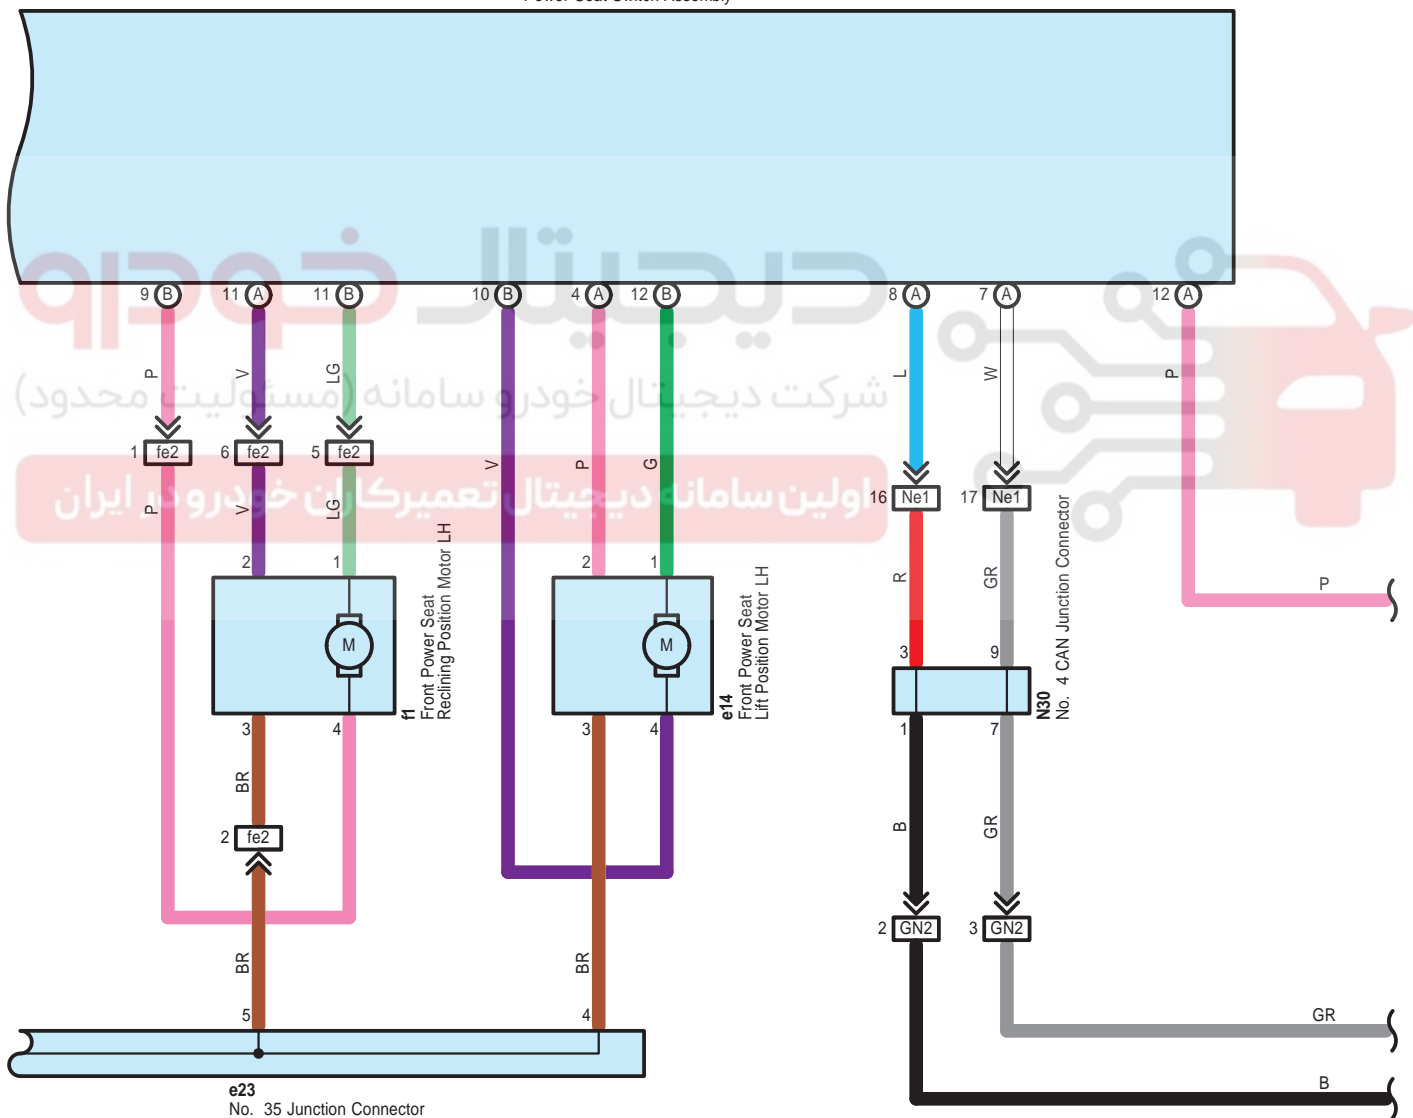 Power Seat Switch Assembly
دیجیتال خودرو
شرکت دیجیتال خودرو سامانه (مسئولیت محدود)
اولین سامانه دیجیتال تعمیرکاران خودرو در ایران
9 B 11 A 11 B 10 B 4 A 12 B 8 A 7 A 12 A
P V LG L W P
1 fe2 6 fe2 5 fe2
V P G
16 Ne1 17 Ne1
P V LG
2 1 2 1
R GR
P
M
f1
Front Power Seat
Reclining Position Motor LH
M
e14
Front Power Seat
Lift Position Motor LH
3 9
N30
No. 4 CAN Junction Connector
3 4 3 4 1 7
BR
B GR
2 fe2
2 GN2 3 GN2
BR BR
5 4
GR
B
e23
No. 35 Junction Connector